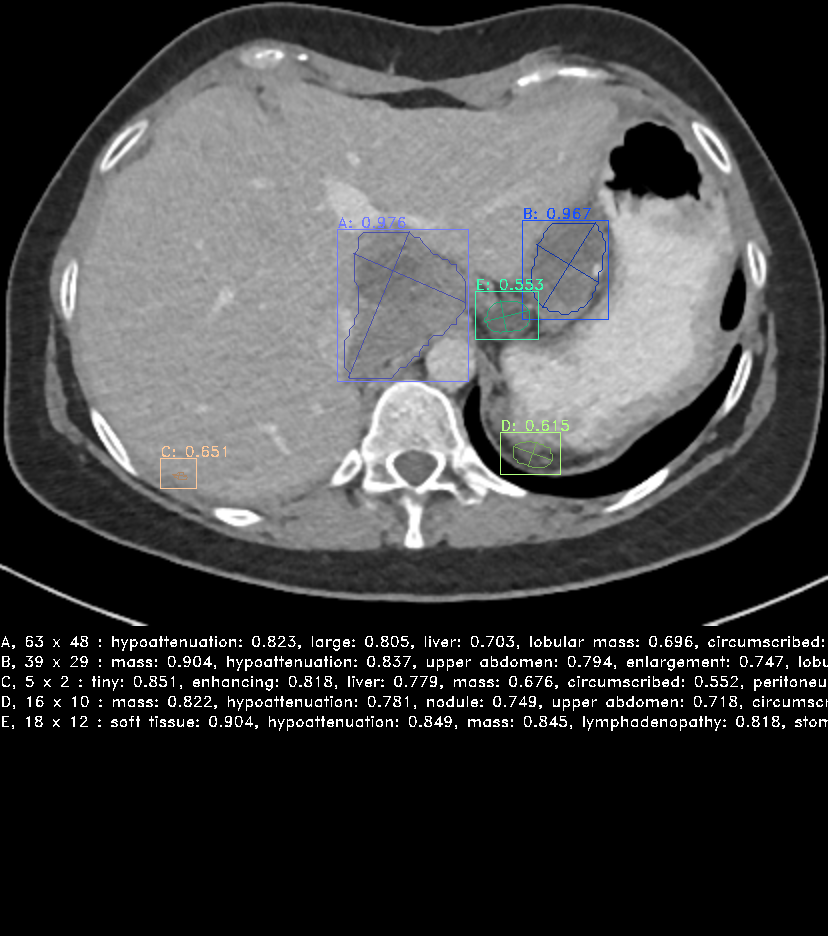 B: 0.967
A: 0.976
E: 0.553
D: 0.615
C: 0.651
A, 63 x 48 : hypoattenuation: 0.823, large: 0.805, liver: 0.703, lobular mass: 0.696, circumscribed:
B, 39 x 29 : mass: 0.904, hypoattenuation: 0.837, upper abdomen: 0.794, enlargement: 0.747, lobu
C, 5 x 2 : tiny: 0.851, enhancing: 0.818, liver: 0.779, mass: 0.676, circumscribed: 0.552, peritoneu
D, 16 x 10 : mass: 0.822, hypoattenuation: 0.781, nodule: 0.749, upper abdomen: 0.718, circumscr
E, 18 x 12 : soft tissue: 0.904, hypoattenuation: 0.849, mass: 0.845, lymphadenopathy: 0.818, stom